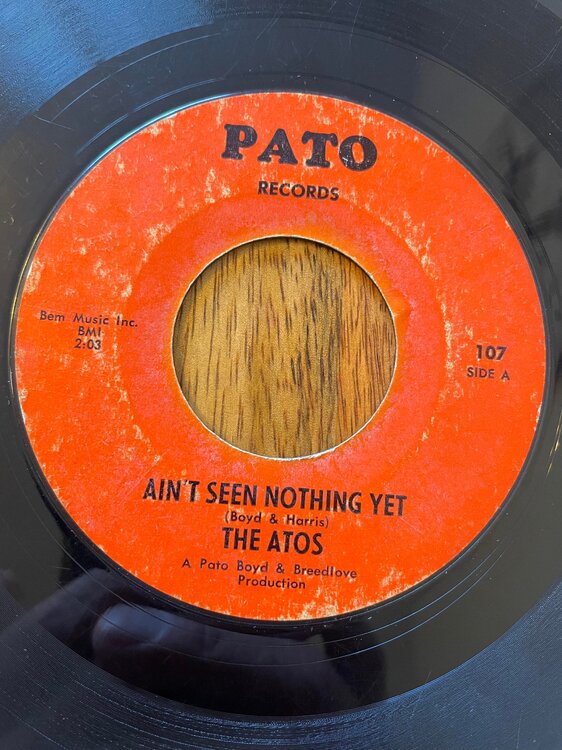 PATO
RECORDS
Bem Music Inc.
BMI
2:03
107
SIDE A
AIN'T SEEN NOTHING YET
(Boyd & Harris)
THE ATOS
A Pato Boyd & Breedlove
Production